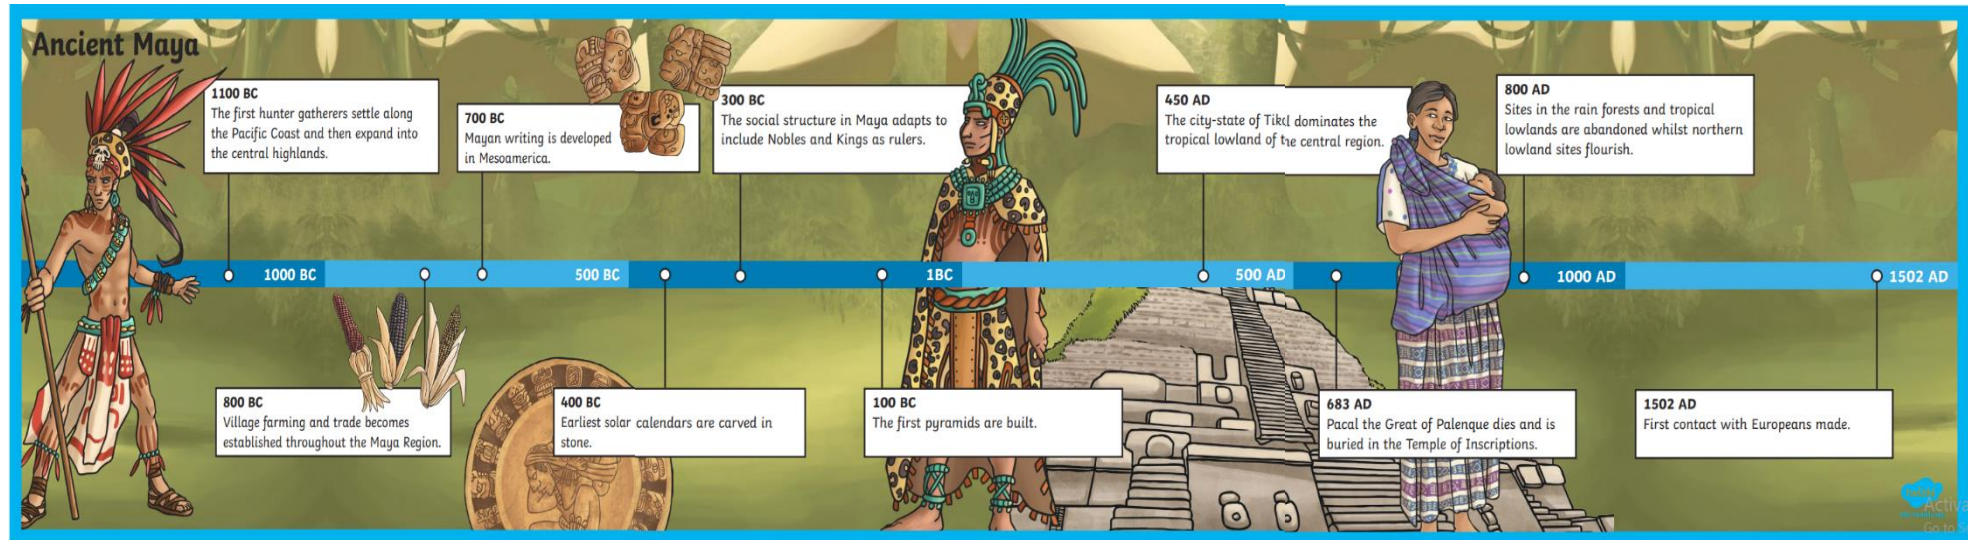 Ancient Maya
1100 BC
The first hunter gatherers settle along
the Pacific Coast and then expand into
the central highlands.
700 BC
Mayan writing is developed
in Mesoamerica.
300 BC
The social structure in Maya adapts to
include Nobles and Kings as rulers.
450 AD
The city-state of Tikal dominates the
tropical lowland of the central region.
800 AD
Sites in the rain forests and tropical
lowlands are abandoned whilst northern
lowland sites flourish.
1000 BC
500 BC
1BC
500 AD
1000 AD
1502 AD
800 BC
Village farming and trade becomes
established throughout the Maya Region.
400 BC
Earliest solar calendars are carved in
stone.
100 BC
The first pyramids are built.
683 AD
Pacal the Great of Palenque dies and is
buried in the Temple of Inscriptions.
1502 AD
First contact with Europeans made.
Activa
Go to S